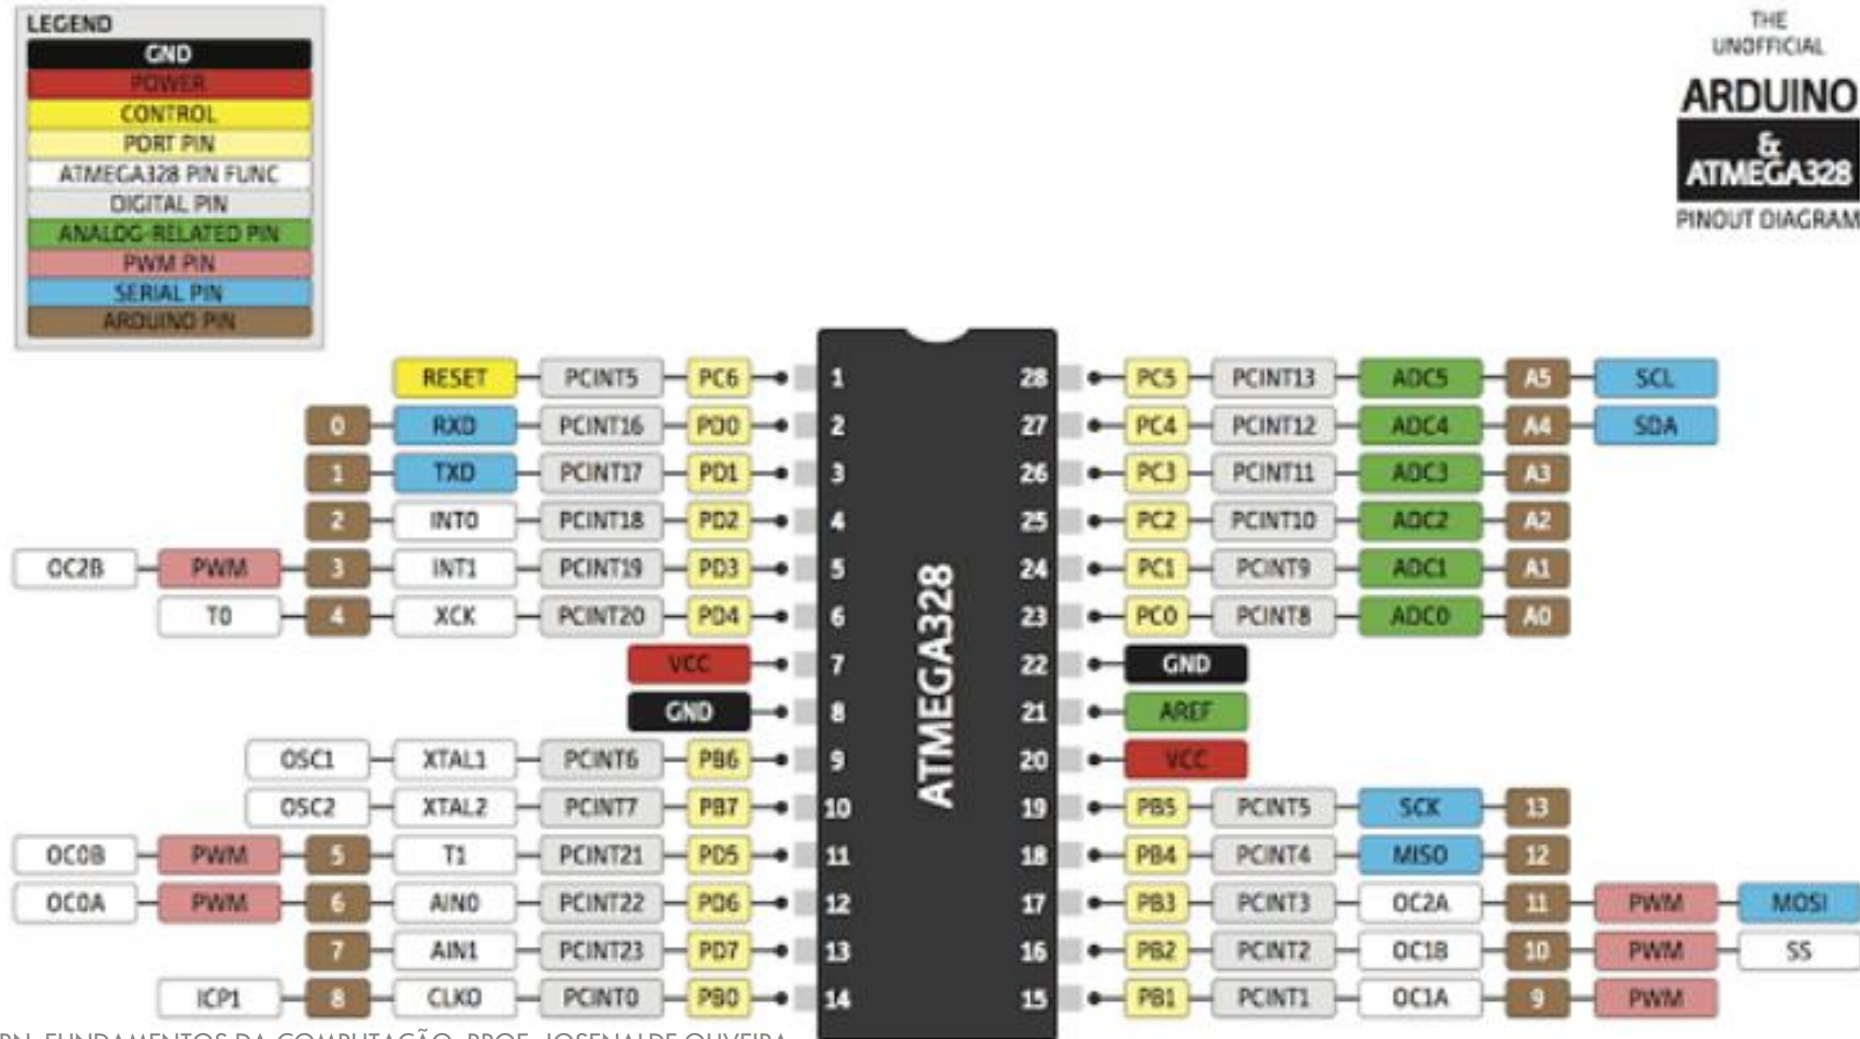 LEGEND
GND
POWER
CONTROL
PORT PIN
ATMEGA328 PIN FUNC
DIGITAL PIN
ANALOG-RELATED PIN
PWM PIN
SERIAL PIN
ARDUINO PIN
THE
UNOFFICIAL
ARDUINO
&
ATMEGA328
PINOUT DIAGRAM
RESET PCINT5 PC6 1 28 PC5 PCINT13 ADC5 A5 SCL
0 RXD PCINT16 PD0 2 27 PC4 PCINT12 ADC4 A4 SDA
1 TXD PCINT17 PD1 3 26 PC3 PCINT11 ADC3 A3
2 INT0 PCINT18 PD2 4 25 PC2 PCINT10 ADC2 A2
OC2B PWM 3 INT1 PCINT19 PD3 5 24 PC1 PCINT9 ADC1 A1
T0 4 XCK PCINT20 PD4 6 23 PC0 PCINT8 ADC0 A0
VCC 7 22 GND
GND 8 21 AREF
OSC1 XTAL1 PCINT6 PB6 9 20 VCC
OSC2 XTAL2 PCINT7 PB7 10 19 PB5 PCINT5 SCK 13
OC0B PWM 5 T1 PCINT21 PD5 11 18 PB4 PCINT4 MISO 12
OC0A PWM 6 AIN0 PCINT22 PD6 12 17 PB3 PCINT3 OC2A 11 PWM MOSI
7 AIN1 PCINT23 PD7 13 16 PB2 PCINT2 OC1B 10 PWM SS
ICP1 8 CLKO PCINT0 PB0 14 15 PB1 PCINT1 OC1A 9 PWM
ATMEGA328
FUNDAMENTOS DA COMPUTAÇÃO PROF. JOSENALDE OLIVEIRA